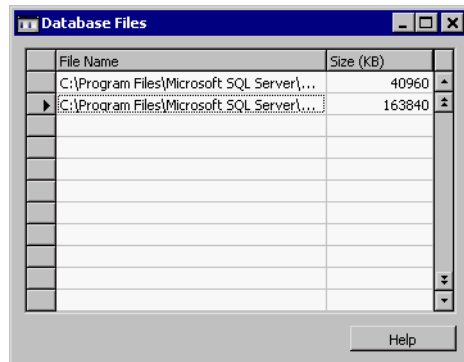 Database Files
File Name Size (KB)
C:\Program Files\Microsoft SQL Server\... 40960
C:\Program Files\Microsoft SQL Server\... 163840
Help